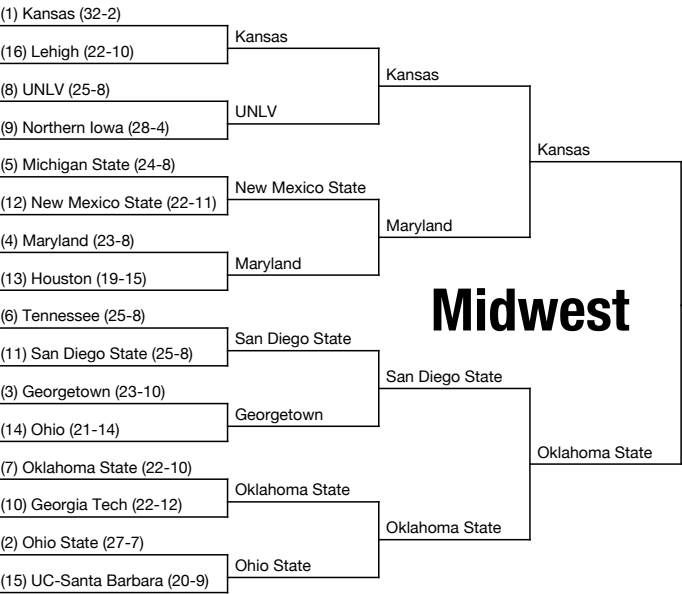 (1) Kansas (32-2)
(16) Lehigh (22-10)
(8) UNLV (25-8)
(9) Northern Iowa (28-4)
(5) Michigan State (24-8)
(12) New Mexico State (22-11)
(4) Maryland (23-8)
(13) Houston (19-15)
(6) Tennessee (25-8)
(11) San Diego State (25-8)
(3) Georgetown (23-10)
(14) Ohio (21-14)
(7) Oklahoma State (22-10)
(10) Georgia Tech (22-12)
(2) Ohio State (27-7)
(15) UC-Santa Barbara (20-9)
Kansas
UNLV
New Mexico State
Maryland
San Diego State
Georgetown
Oklahoma State
Ohio State
Kansas
Maryland
San Diego State
Oklahoma State
Kansas
Oklahoma State
Midwest